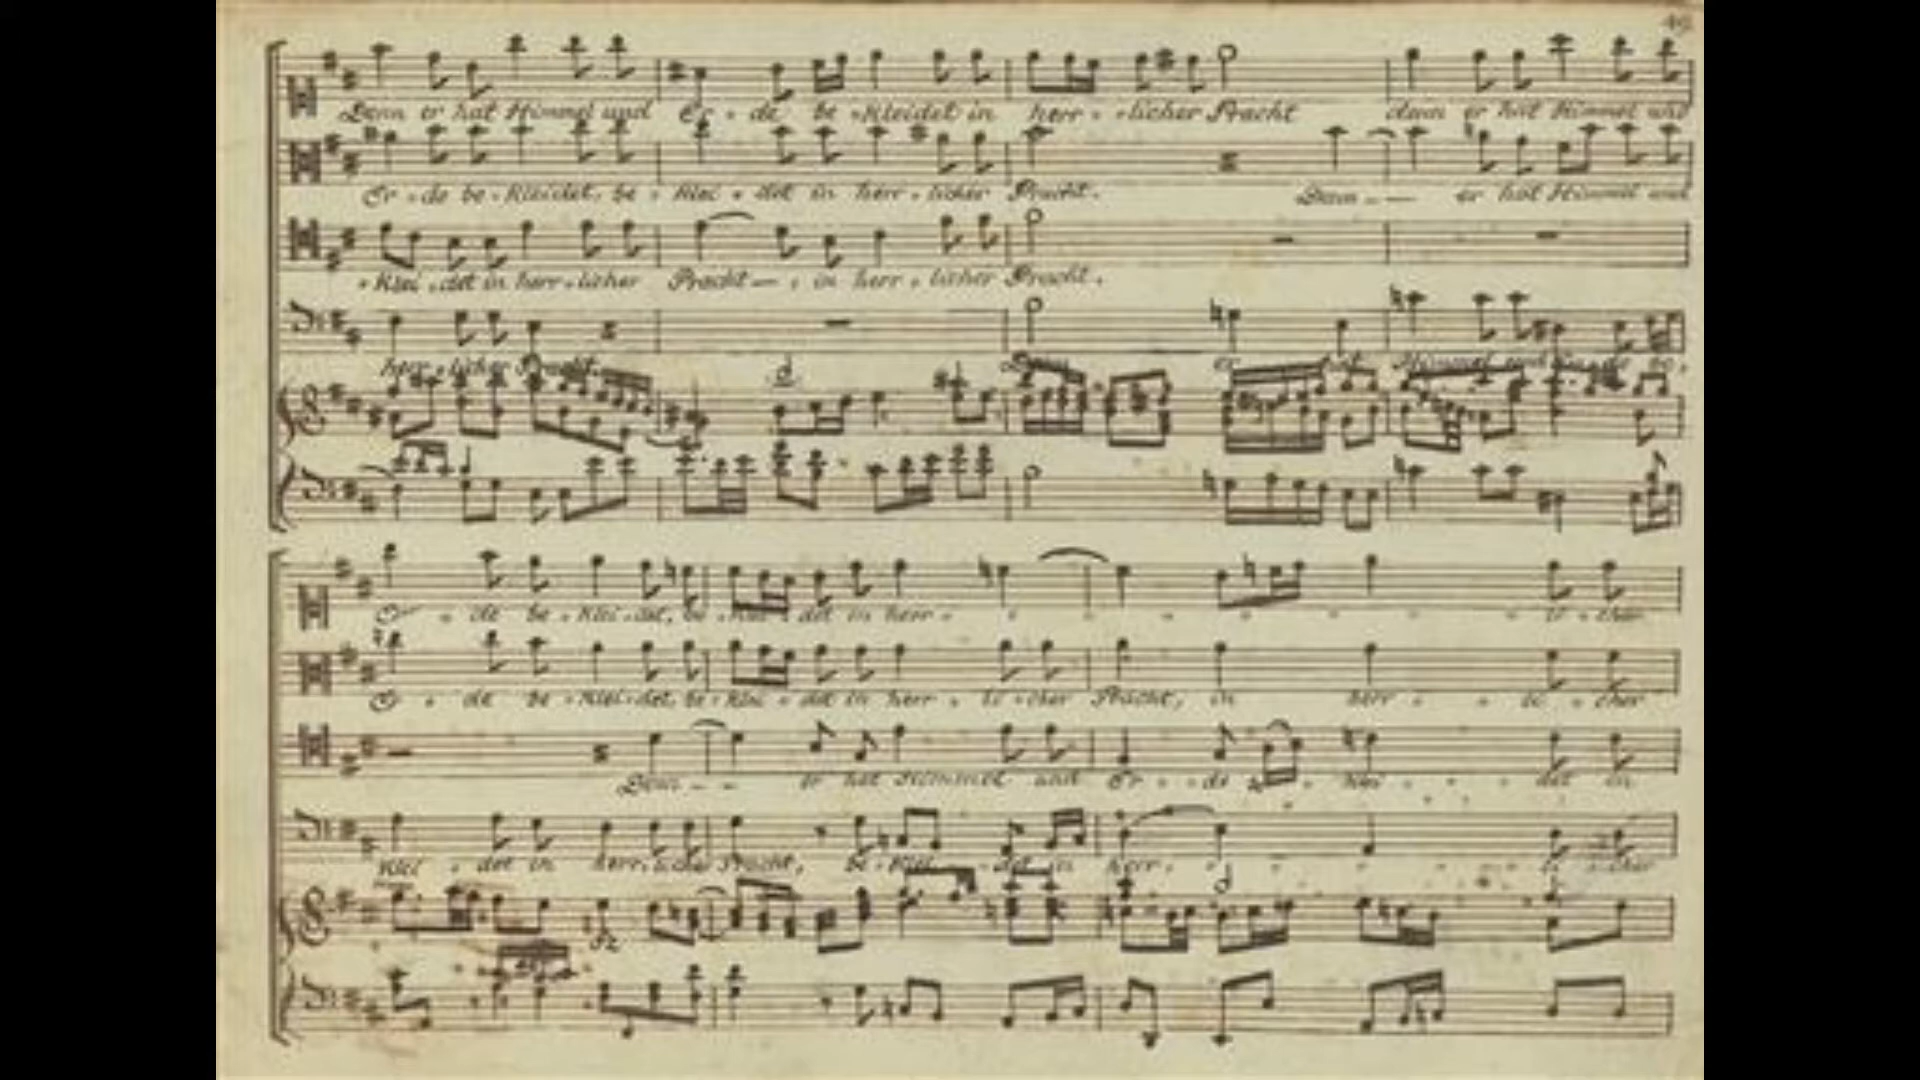 Denn er hat Himmel und Er - de be - kleidet in herr - - licher Pracht denn er hat Himmel und
Er - de be - kleidet, be - klei - det in herr - licher Pracht. Denn - - er hat Himmel und
- klei - det in herr - licher Pracht - , in herr - licher Pracht.
herr - licher Pracht. Denn er hat Himmel und
Er - de be - klei - det, be - klei - det in herr - - - - - - - - li - cher
Er - de be - klei - det, be - klei - det in herr - li - cher Pracht, in herr - - li - cher
Denn - - er hat Himmel und Er - de klei - - - det in
klei - det in herr - licher Pracht, be - klei - det in herr - - - li - cher